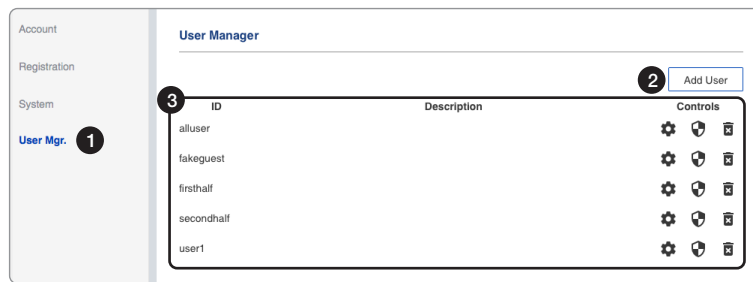 Account
User Manager
Registration
2 Add User
System
3 ID Description Controls
alluser
User Mgr. 1
fakeguest
firsthalf
secondhalf
user1